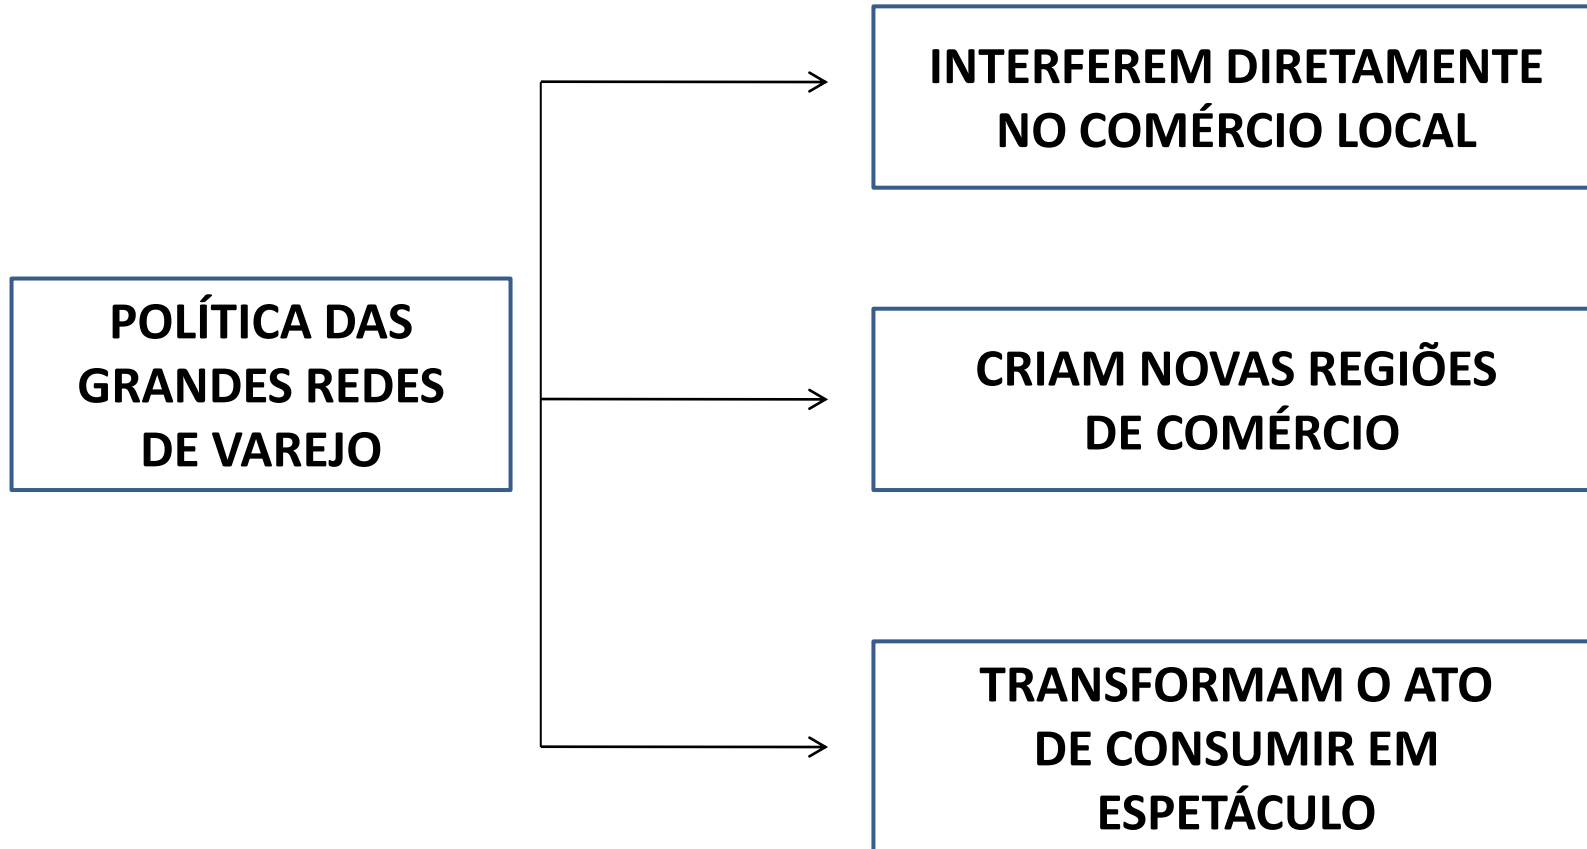 POLÍTICA DAS
GRANDES REDES
DE VAREJO
INTERFEREM DIRETAMENTE
NO COMÉRCIO LOCAL
CRIAM NOVAS REGIÕES
DE COMÉRCIO
TRANSFORMAM O ATO
DE CONSUMIR EM
ESPETÁCULO